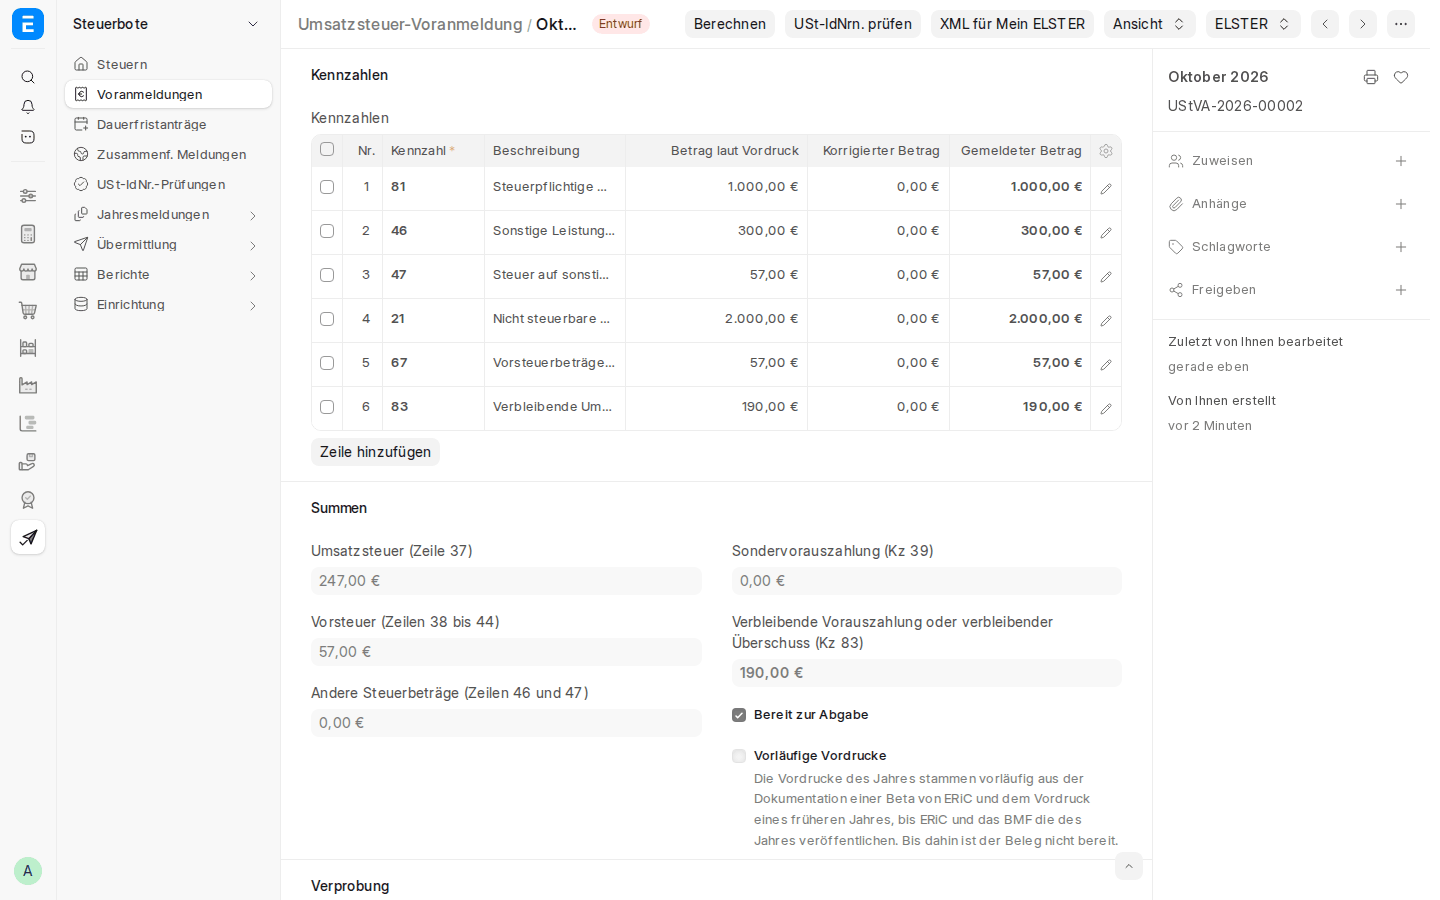 Steuerbote
Steuern
Voranmeldungen
Dauerfristanträge
Zusammenf. Meldungen
USt-IdNr.-Prüfungen
Jahresmeldungen
Übermittlung
Berichte
Einrichtung
A
Umsatzsteuer-Voranmeldung / Okt... Entwurf Berechnen USt-IdNrn. prüfen XML für Mein ELSTER Ansicht ELSTER
Kennzahlen
Kennzahlen
Nr. Kennzahl * Beschreibung Betrag laut Vordruck Korrigierter Betrag Gemeldeter Betrag
1 81 Steuerpflichtige ... 1.000,00 € 0,00 € 1.000,00 €
2 46 Sonstige Leistung... 300,00 € 0,00 € 300,00 €
3 47 Steuer auf sonsti... 57,00 € 0,00 € 57,00 €
4 21 Nicht steuerbare ... 2.000,00 € 0,00 € 2.000,00 €
5 67 Vorsteuerbeträge... 57,00 € 0,00 € 57,00 €
6 83 Verbleibende Um... 190,00 € 0,00 € 190,00 €
Zeile hinzufügen
Summen
Umsatzsteuer (Zeile 37)
247,00 €
Vorsteuer (Zeilen 38 bis 44)
57,00 €
Andere Steuerbeträge (Zeilen 46 und 47)
0,00 €
Sondervorauszahlung (Kz 39)
0,00 €
Verbleibende Vorauszahlung oder verbleibender
Überschuss (Kz 83)
190,00 €
Bereit zur Abgabe
Vorläufige Vordrucke
Die Vordrucke des Jahres stammen vorläufig aus der
Dokumentation einer Beta von ERiC und dem Vordruck
eines früheren Jahres, bis ERiC und das BMF die des
Jahres veröffentlichen. Bis dahin ist der Beleg nicht bereit.
Verprobung
Oktober 2026
UStVA-2026-00002
Zuweisen
Anhänge
Schlagworte
Freigeben
Zuletzt von Ihnen bearbeitet
gerade eben
Von Ihnen erstellt
vor 2 Minuten